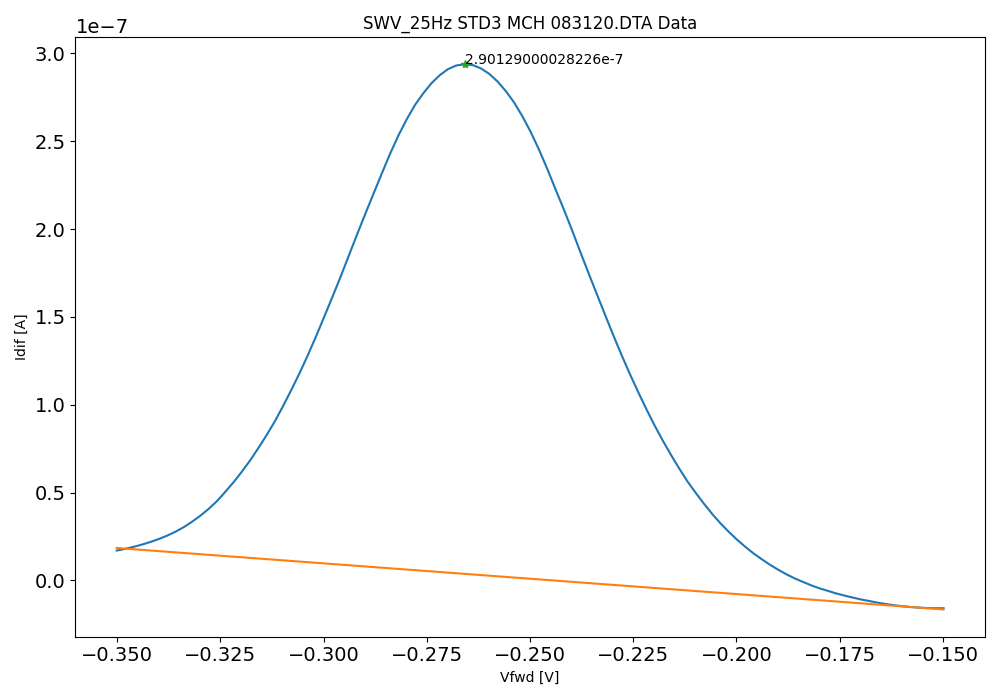 SWV_25Hz STD3 MCH 083120.DTA Data
1e−7
2.90129000028226e-7
3.0
2.5
2.0
1.5
1.0
0.5
0.0
Idif [A]
−0.350 −0.325 −0.300 −0.275 −0.250 −0.225 −0.200 −0.175 −0.150
Vfwd [V]